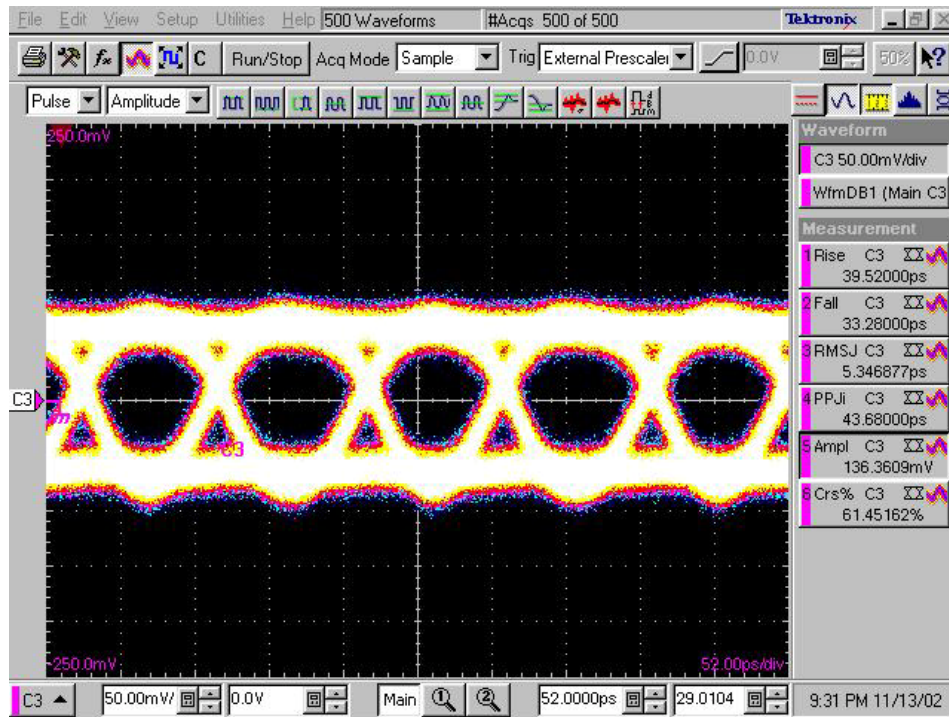 File Edit View Setup Utilities Help 500 Waveforms #Acqs 500 of 500 Tektronix
C Run/Stop Acq Mode Sample Trig External Prescaler 0.0V 50%
Pulse Amplitude
250.0mV
Waveform
C3 50.00mV/div
WfmDB1 (Main C3
Measurement
1 Rise C3
39.52000ps
2 Fall C3
33.28000ps
3 RMSJ C3
5.346877ps
4 PPJi C3
43.68000ps
5 Ampl C3
136.3609mV
6 Crs% C3
61.45162%
C3
C3
-250.0mV 52.00ps/div
C3 50.00mV/ 0.0V Main 1 2 52.0000ps 29.0104 9:31 PM 11/13/02